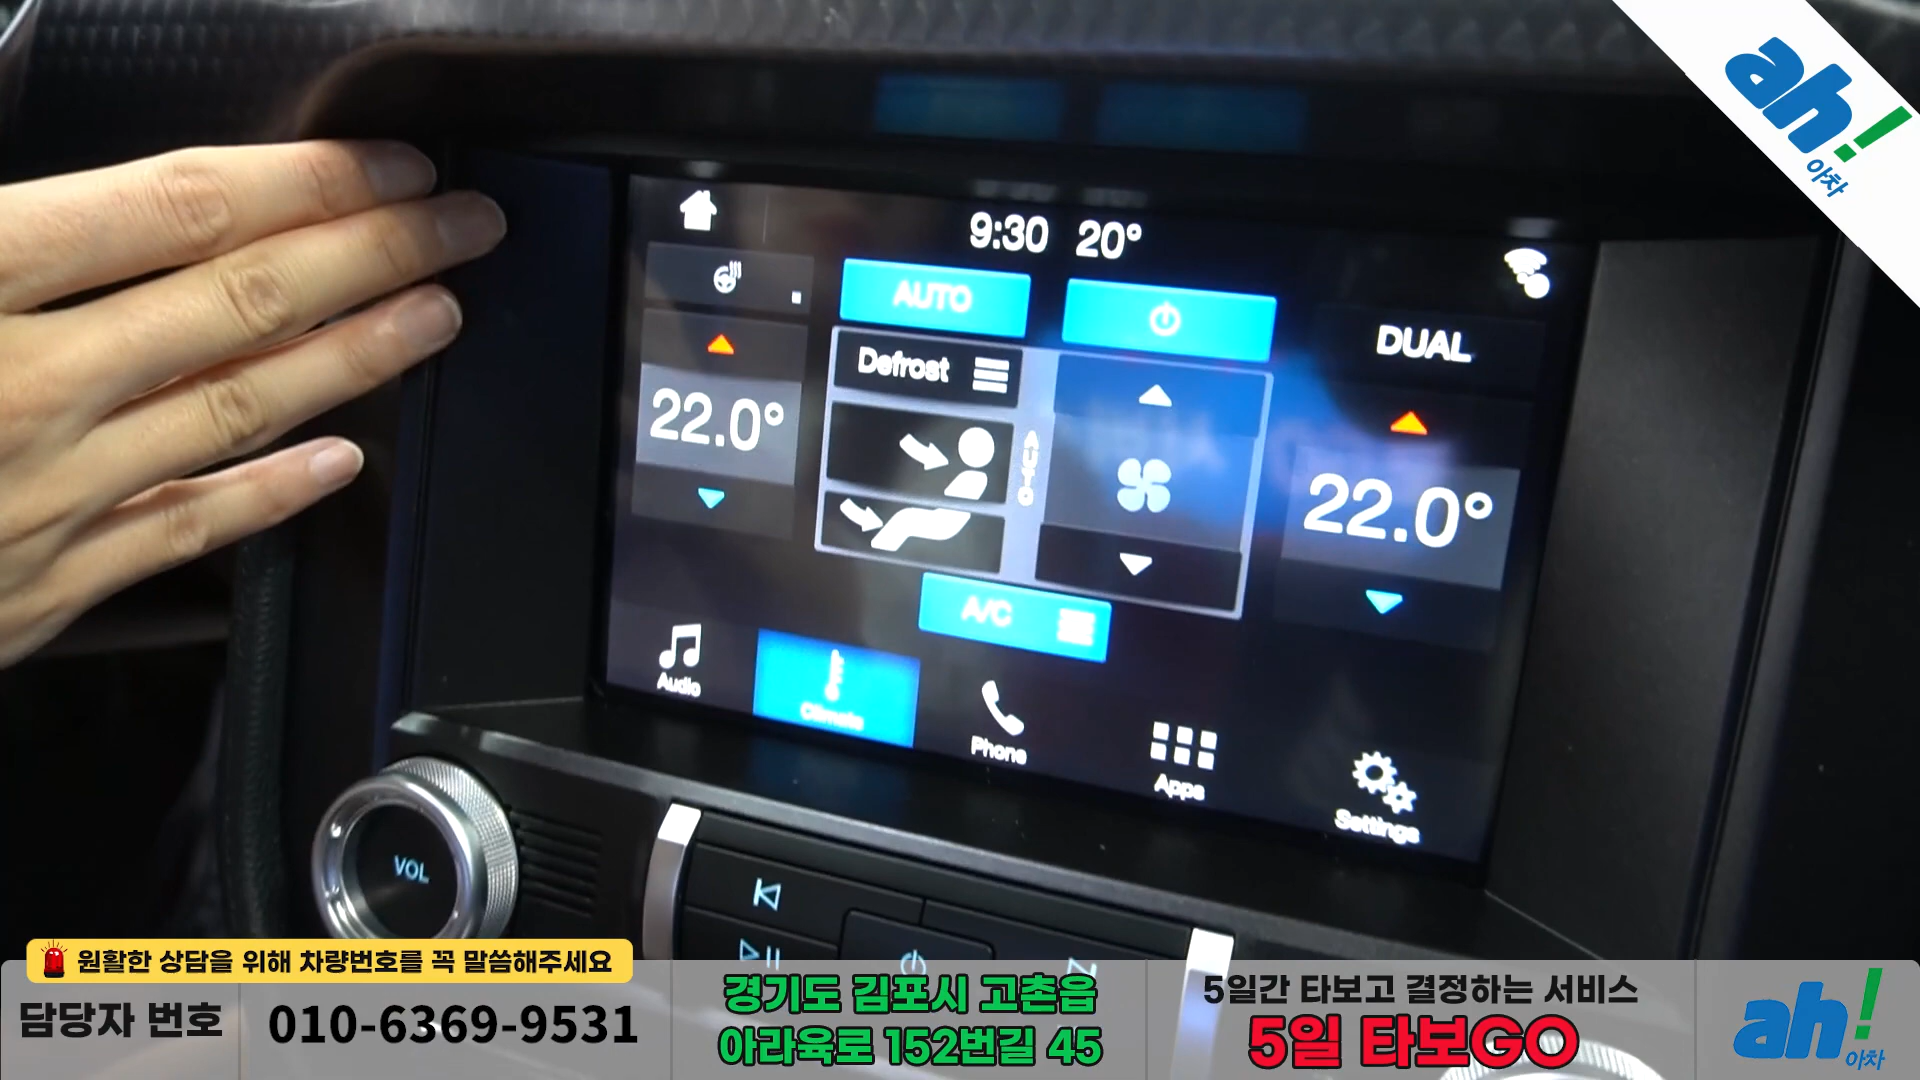 ah!
아차
9:30 20°
AUTO
DUAL
Defrost
22.0°
AUTO
22.0°
A/C
Audio
Climate
Phone
Apps
Settings
VOL
원활한 상담을 위해 차량번호를 꼭 말씀해주세요
담당자 번호
010-6369-9531
경기도 김포시 고촌읍
아라육로 152번길 45
5일간 타보고 결정하는 서비스
5일 타보GO
ah!
아차